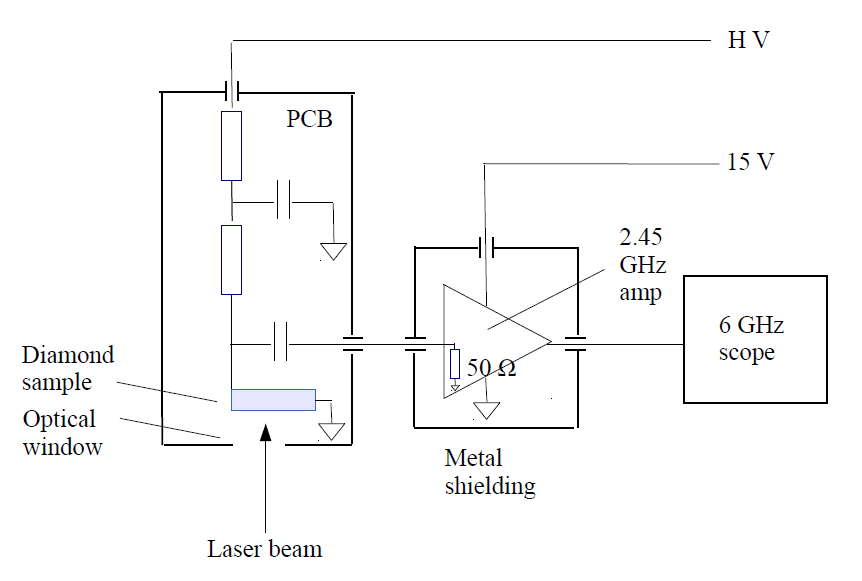 H V
PCB
15 V
2.45
GHz
amp
6 GHz
scope
50 Ω
Diamond
sample
Optical
window
Metal
shielding
Laser beam